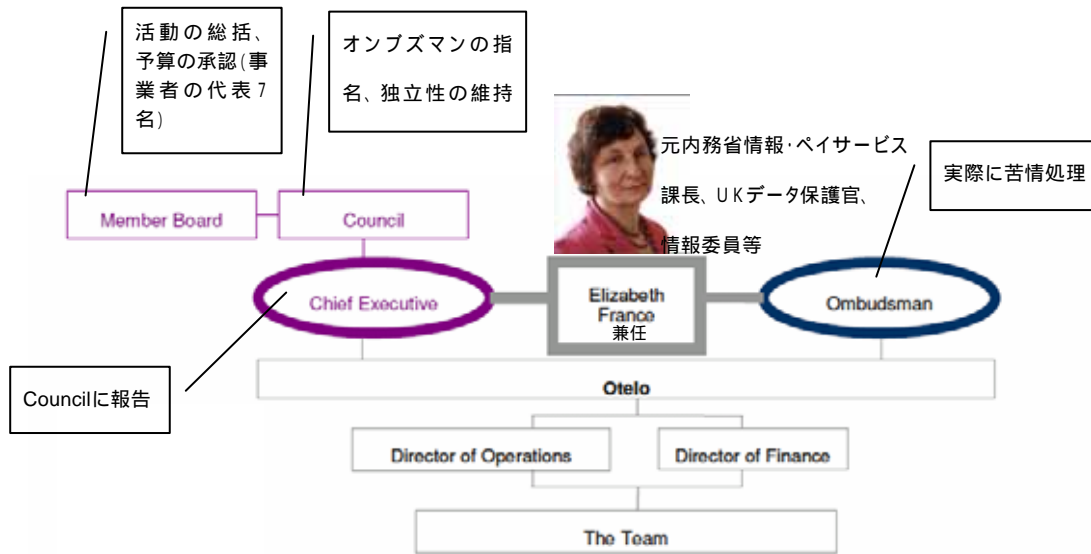 活動の総括、
予算の承認(事
業者の代表7
名)
オンブズマンの指
名、独立性の維持
元内務省情報・ペイサービス
課長、UKデータ保護官、
情報委員等
実際に苦情処理
Member Board
Council
Chief Executive
Elizabeth
France
兼任
Ombudsman
Councilに報告
Otelo
Director of Operations
Director of Finance
The Team